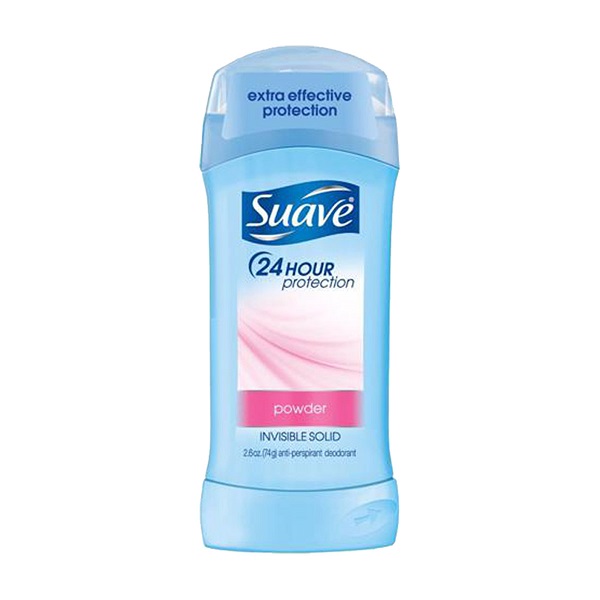 extra effective
protection
Suave®
24 HOUR
protection
powder
INVISIBLE SOLID
2.6oz.(74g) anti-perspirant deodorant